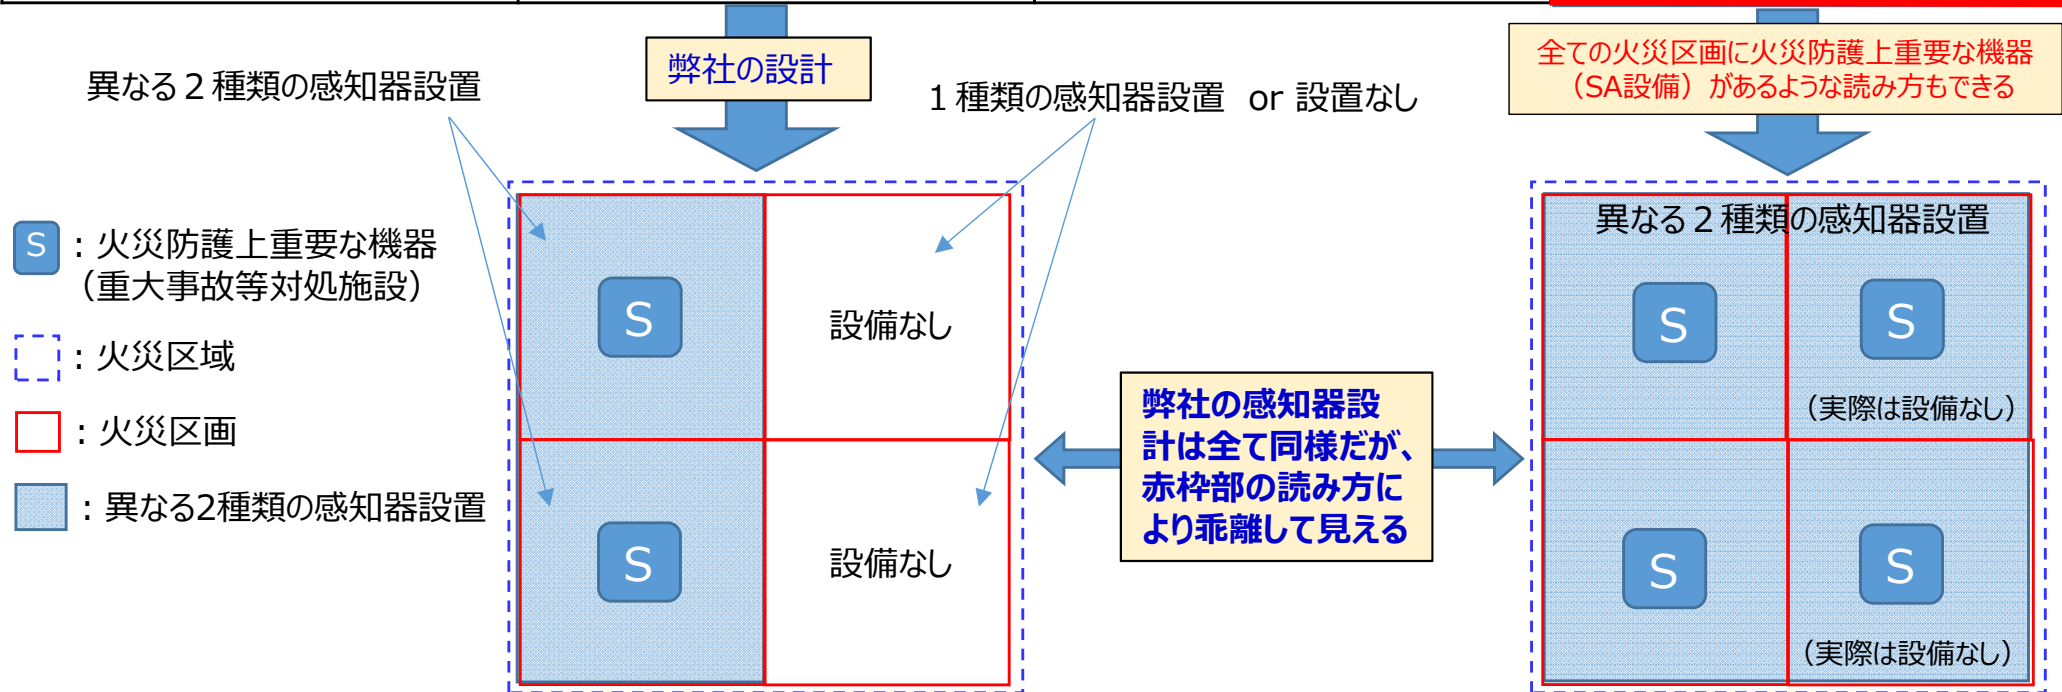 弊社の設計
全ての火災区画に火災防護上重要な機器
（SA設備）があるような読み方もできる
異なる２種類の感知器設置
１種類の感知器設置 or 設置なし
S
：火災防護上重要な機器
（重大事故等対処施設）
：火災区域
：火災区画
：異なる2種類の感知器設置
S
設備なし
S
設備なし
弊社の感知器設
計は全て同様だが、
赤枠部の読み方に
より乖離して見える
異なる２種類の感知器設置
S
S
（実際は設備なし）
S
S
（実際は設備なし）